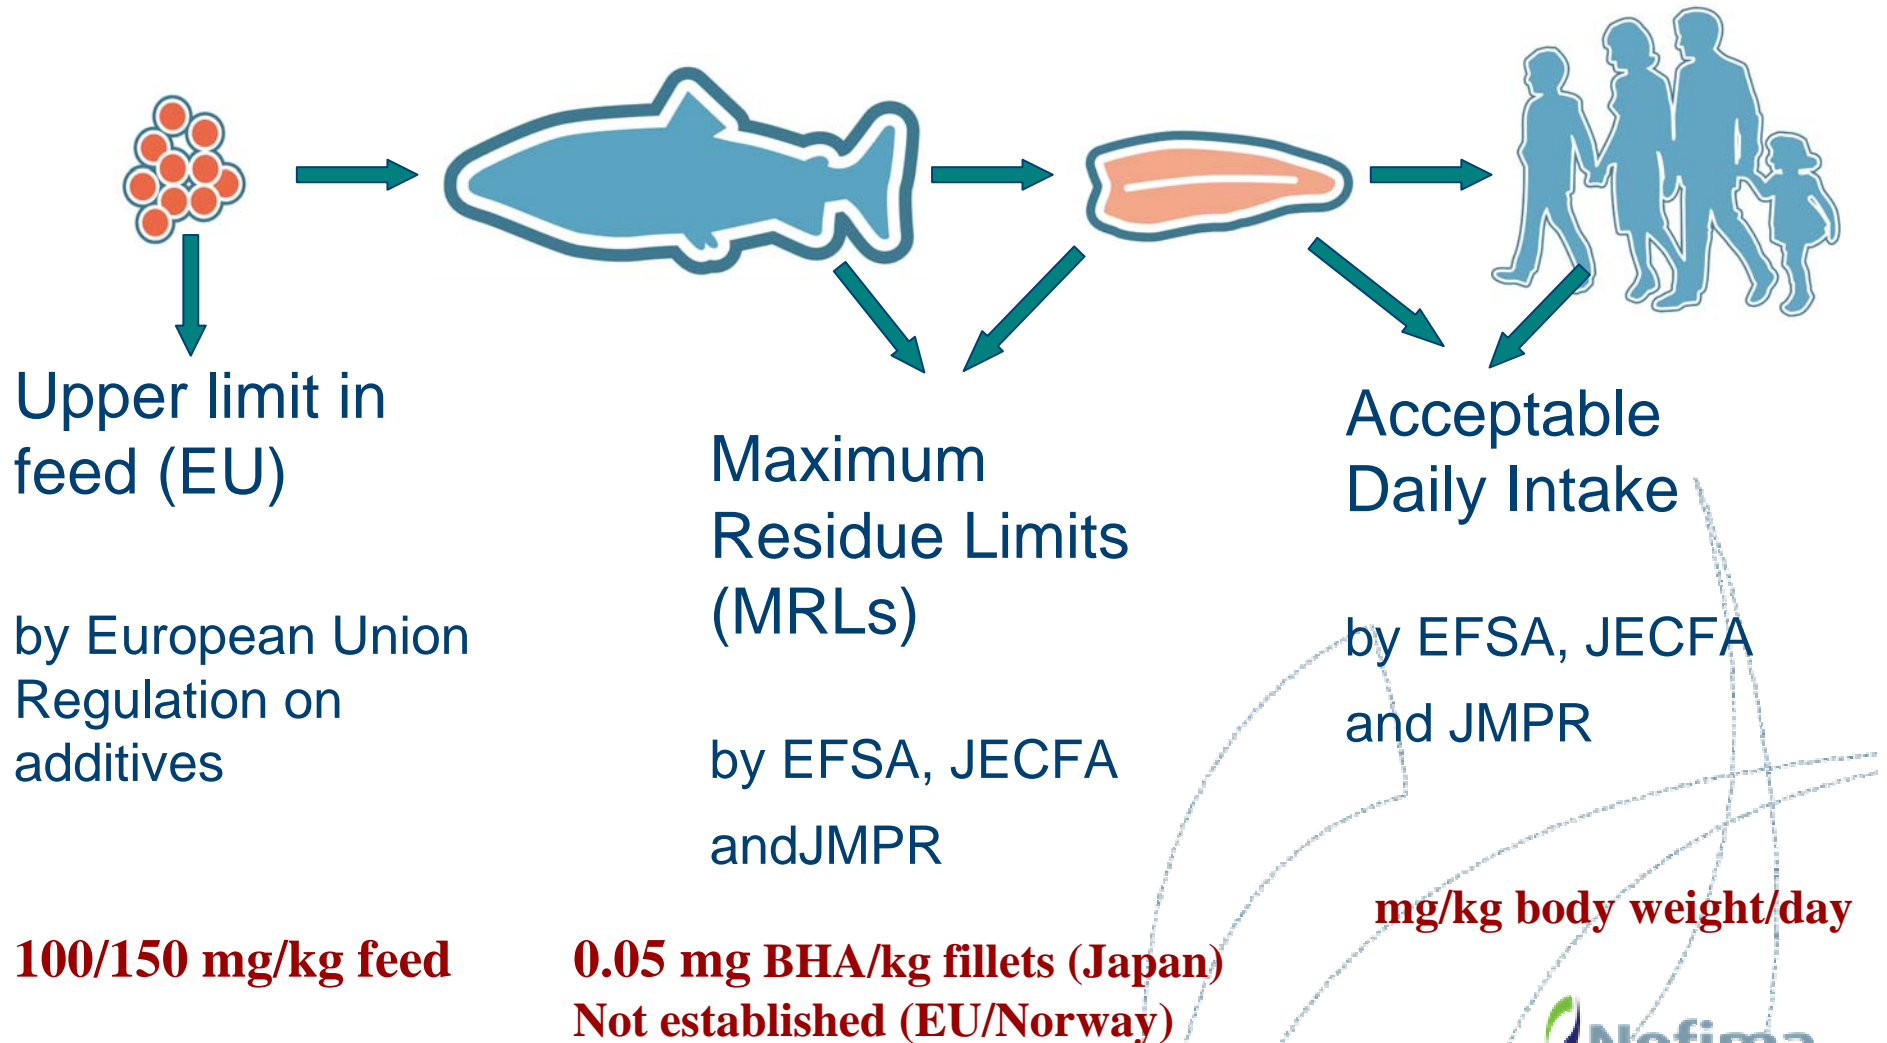 Upper limit in
feed (EU)
by European Union
Regulation on
additives
100/150 mg/kg feed
Maximum
Residue Limits
(MRLs)
by EFSA, JECFA
andJMPR
0.05 mg BHA/kg fillets (Japan)
Not established (EU/Norway)
Acceptable
Daily Intake
by EFSA, JECFA
and JMPR
mg/kg body weight/day
Nofima